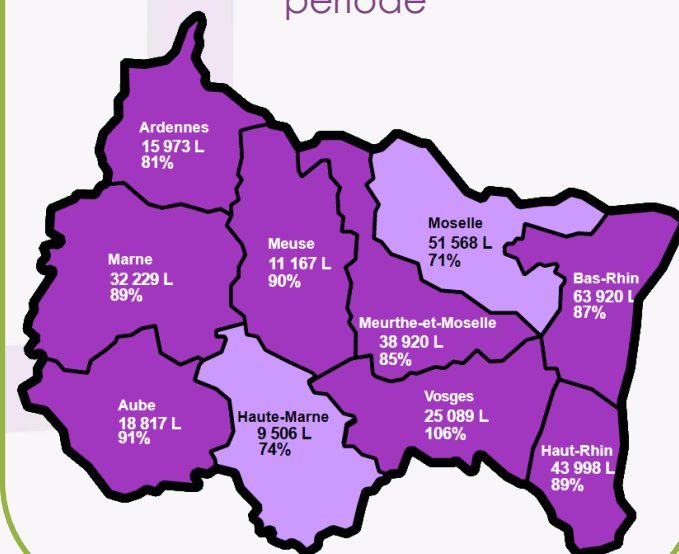 période
Ardennes
15 973 L
81%
Marne
32 229 L
89%
Meuse
11 167 L
90%
Moselle
51 568 L
71%
Bas-Rhin
63 920 L
87%
Meurthe-et-Moselle
38 920 L
85%
Aube
18 817 L
91%
Haute-Marne
9 506 L
74%
Vosges
25 089 L
106%
Haut-Rhin
43 998 L
89%